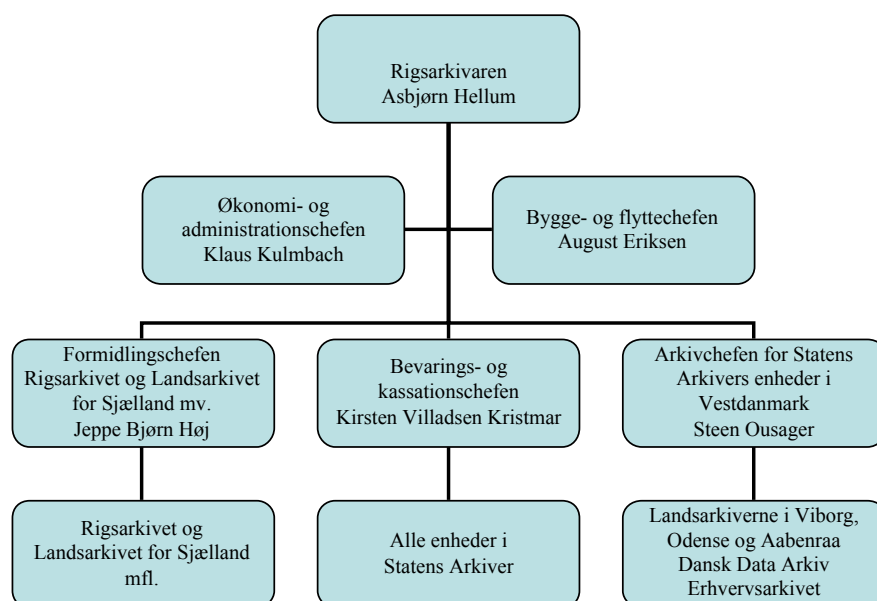 Rigsarkivaren
Asbjørn Hellum
Økonomi- og
administrationschefen
Klaus Kulmbach
Bygge- og flyttechefen
August Eriksen
Formidlingschefen
Rigsarkivet og Landsarkivet
for Sjælland mv.
Jeppe Bjørn Høj
Bevarings- og
kassationschefen
Kirsten Villadsen Kristmar
Arkivchefen for Statens
Arkivers enheder i
Vestdanmark
Steen Ousager
Rigsarkivet og
Landsarkivet for Sjælland
mfl.
Alle enheder i
Statens Arkiver
Landsarkiverne i Viborg,
Odense og Aabenraa
Dansk Data Arkiv
Erhvervsarkivet